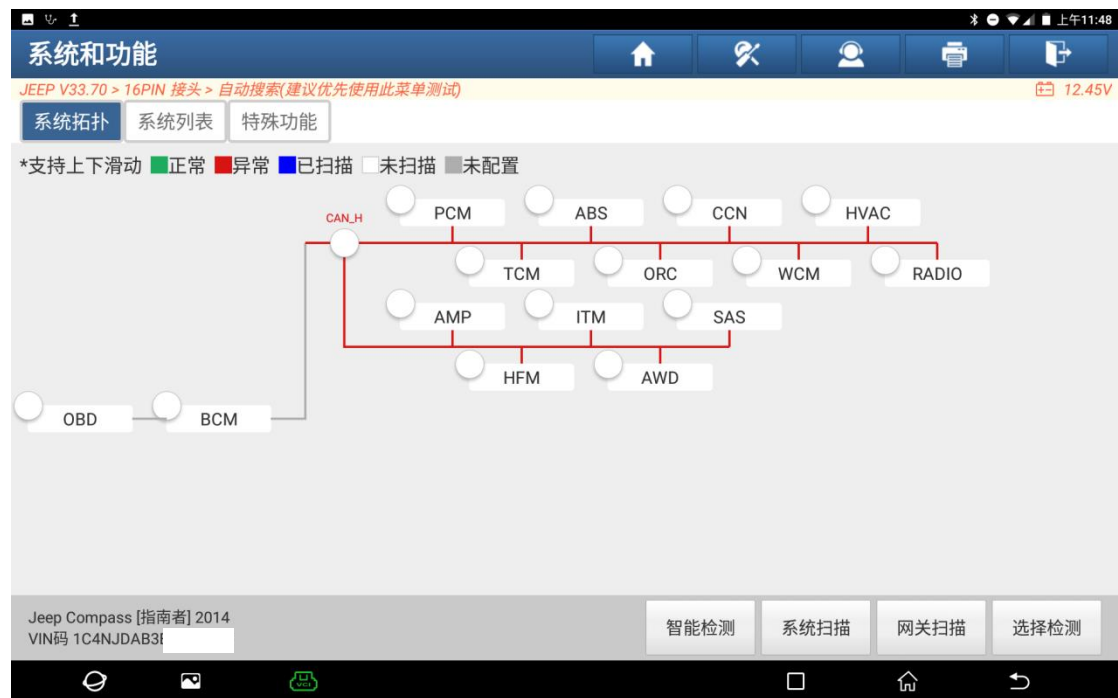 上午11:48
系统和功能
JEEP V33.70 > 16PIN 接头 > 自动搜索(建议优先使用此菜单测试) 12.45V
系统拓扑 系统列表 特殊功能
*支持上下滑动 正常 异常 已扫描 未扫描 未配置
CAN_H PCM ABS CCN HVAC
TCM ORC WCM RADIO
AMP ITM SAS
HFM AWD
OBD BCM
Jeep Compass [指南者] 2014
VIN码 1C4NJDAB3
智能检测 系统扫描 网关扫描 选择检测
VCI